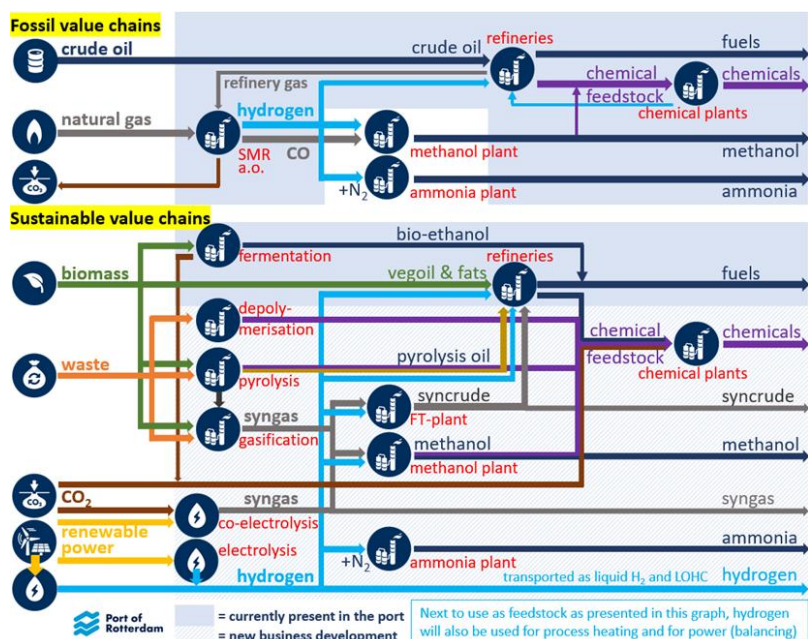 Fossil value chains
crude oil
crude oil
refineries
fuels
refinery gas
chemical
feedstock
chemicals
chemical plants
natural gas
hydrogen
CO
SMR
a.o.
methanol plant
methanol
CO₂
+N₂
ammonia plant
ammonia
Sustainable value chains
bio-ethanol
fermentation
refineries
biomass
vegoil & fats
fuels
depoly-
merisation
chemical
feedstock
chemicals
chemical plants
waste
pyrolysis oil
pyrolysis
syncrude
syncrude
FT-plant
syngas
gasification
methanol
methanol
methanol plant
CO₂
CO₂
syngas
syngas
co-electrolysis
renewable
power
electrolysis
+N₂
ammonia
ammonia plant
hydrogen
transported as liquid H₂ and LOHC
hydrogen
Port of
Rotterdam
= currently present in the port
= new business development
Next to use as feedstock as presented in this graph, hydrogen
will also be used for process heating and for power (balancing)